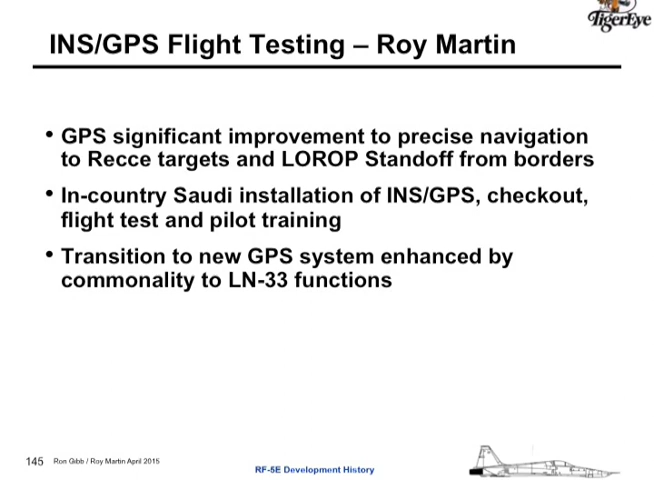 TigerEye
INS/GPS Flight Testing – Roy Martin
• GPS significant improvement to precise navigation
to Recce targets and LOROP Standoff from borders
• In-country Saudi installation of INS/GPS, checkout,
flight test and pilot training
• Transition to new GPS system enhanced by
commonality to LN-33 functions
145 Ron Gibb / Roy Martin April 2015
RF-5E Development History